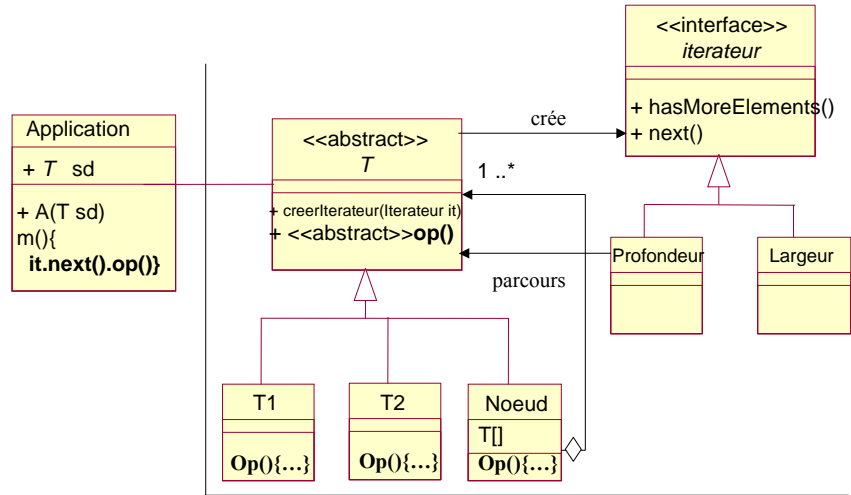 <<interface>>
iterateur
+ hasMoreElements()
+ next()
crée
Application
+ T sd
+ A(T sd)
m(){
it.next().op()}
<<abstract>>
T
+ creerIterateur(Iterateur it)
+ <<abstract>>op()
1 ..*
parcours
Profondeur
Largeur
T1
Op(){…}
T2
Op(){…}
Noeud
T[]
Op(){…}